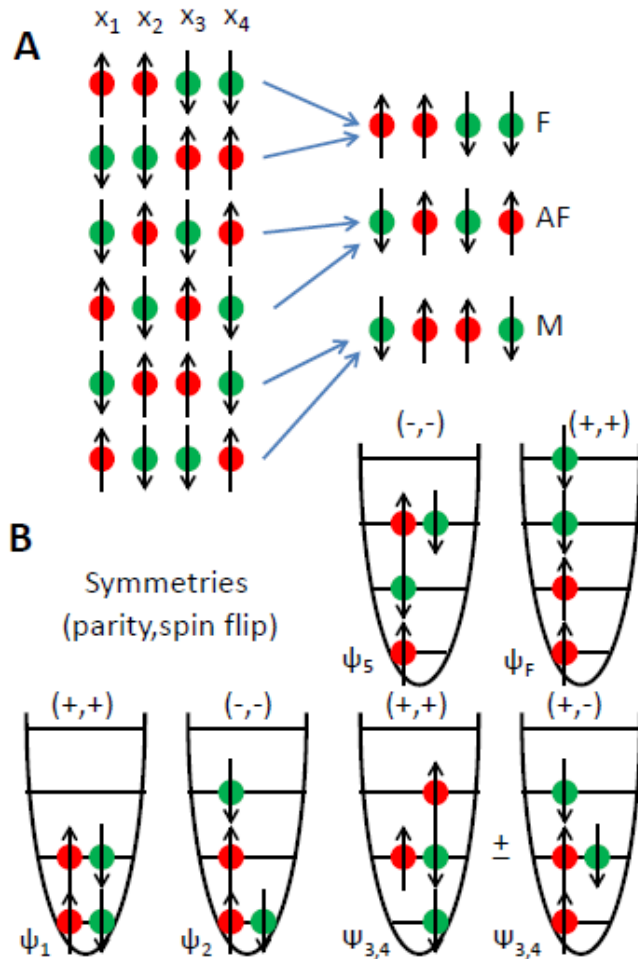 x₁ x₂ x₃ x₄
A
F
AF
M
(-,-) (+,+)
B
Symmetries
(parity,spin flip)
ψ₅ ψF
(+,+) (-,-) (+,+) (+,-)
±
ψ₁ ψ₂ Ψ₃,₄ Ψ₃,₄